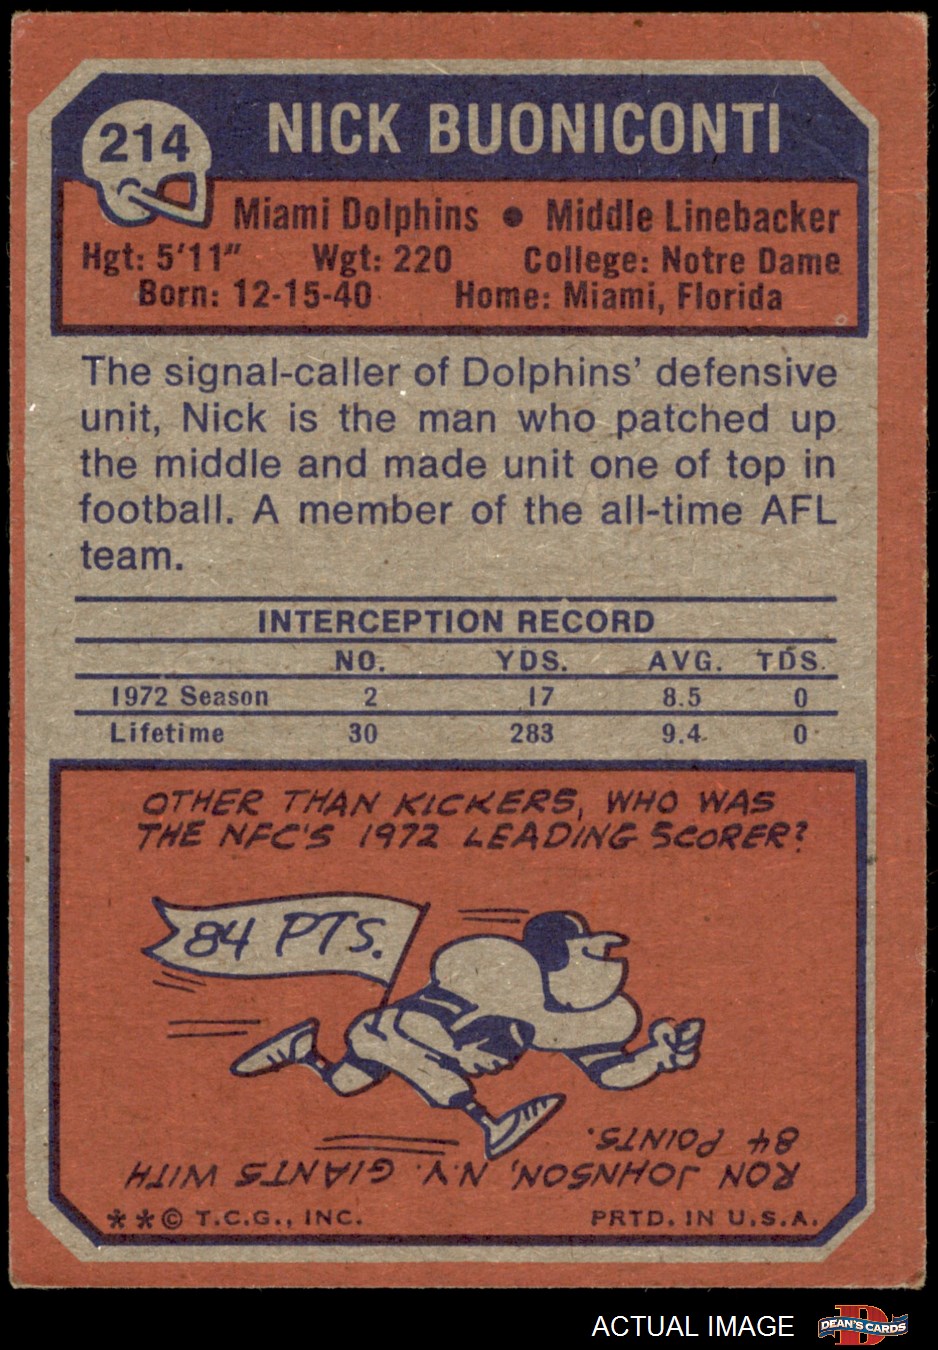 214
NICK BUONICONTI
Miami Dolphins ● Middle Linebacker
Hgt: 5'11" Wgt: 220 College: Notre Dame
Born: 12-15-40 Home: Miami, Florida
The signal-caller of Dolphins' defensive
unit, Nick is the man who patched up
the middle and made unit one of top in
football. A member of the all-time AFL
team.
INTERCEPTION RECORD
NO. YDS. AVG. TDS.
1972 Season 2 17 8.5 0
Lifetime 30 283 9.4 0
OTHER THAN KICKERS, WHO WAS
THE NFC'S 1972 LEADING SCORER?
84 PTS.
RON JOHNSON, N.Y. GIANTS WITH
84 POINTS.
**© T.C.G., INC. PRTD. IN U.S.A.
ACTUAL IMAGE
D
DEAN'S CARDS